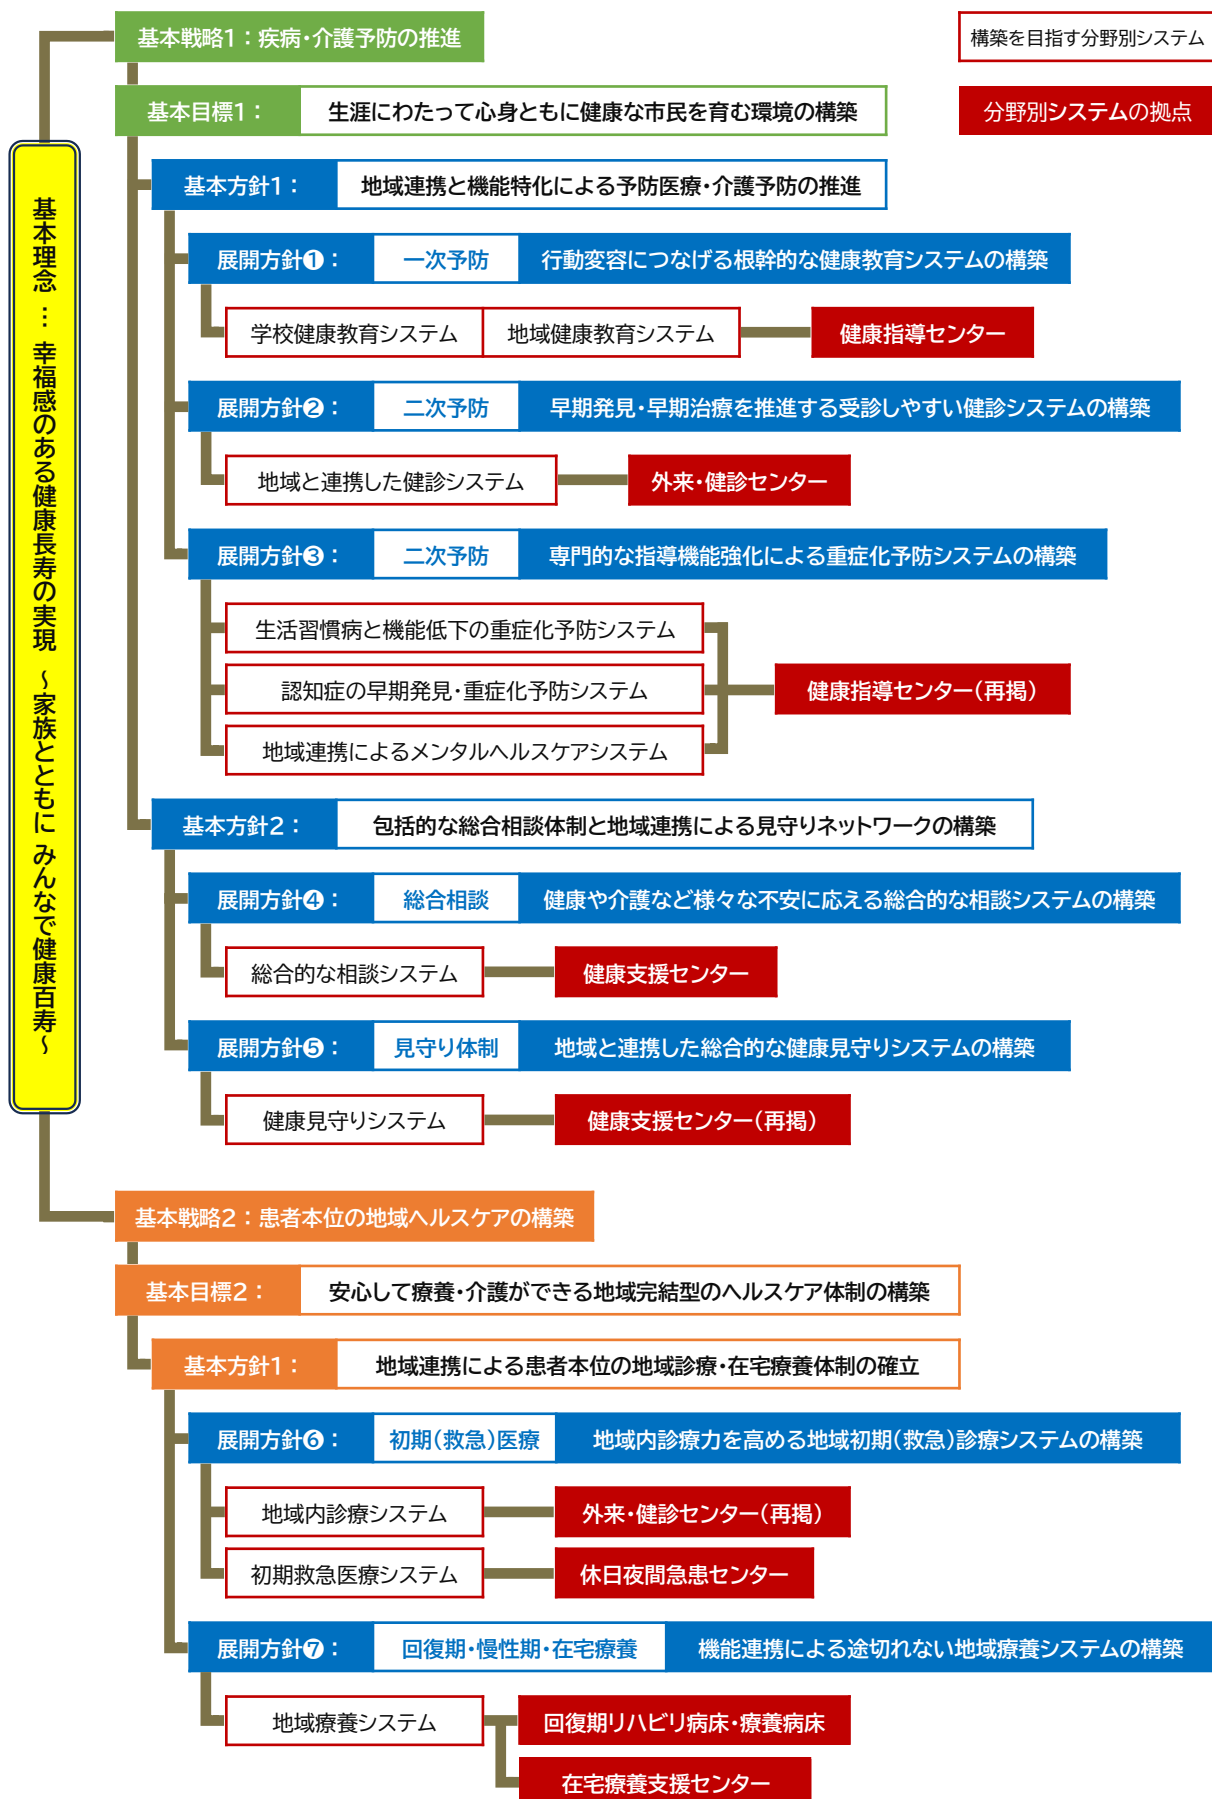 基本戦略1：疾病・介護予防の推進
構築を目指す分野別システム
基本目標1：
生涯にわたって心身ともに健康な市民を育む環境の構築
分野別システムの拠点
基本理念 … 幸福感のある健康長寿の実現 ～家族とともに みんなで健康百寿～
基本方針1：
地域連携と機能特化による予防医療・介護予防の推進
展開方針❶：
一次予防
行動変容につなげる根幹的な健康教育システムの構築
学校健康教育システム
地域健康教育システム
健康指導センター
展開方針❷：
二次予防
早期発見・早期治療を推進する受診しやすい健診システムの構築
地域と連携した健診システム
外来・健診センター
展開方針❸：
二次予防
専門的な指導機能強化による重症化予防システムの構築
生活習慣病と機能低下の重症化予防システム
認知症の早期発見・重症化予防システム
健康指導センター（再掲）
地域連携によるメンタルヘルスケアシステム
基本方針2：
包括的な総合相談体制と地域連携による見守りネットワークの構築
展開方針❹：
総合相談
健康や介護など様々な不安に応える総合的な相談システムの構築
総合的な相談システム
健康支援センター
展開方針❺：
見守り体制
地域と連携した総合的な健康見守りシステムの構築
健康見守りシステム
健康支援センター（再掲）
基本戦略2：患者本位の地域ヘルスケアの構築
基本目標2：
安心して療養・介護ができる地域完結型のヘルスケア体制の構築
基本方針1：
地域連携による患者本位の地域診療・在宅療養体制の確立
展開方針❻：
初期（救急）医療
地域内診療力を高める地域初期（救急）診療システムの構築
地域内診療システム
外来・健診センター（再掲）
初期救急医療システム
休日夜間急患センター
展開方針❼：
回復期・慢性期・在宅療養
機能連携による途切れない地域療養システムの構築
地域療養システム
回復期リハビリ病床・療養病床
在宅療養支援センター